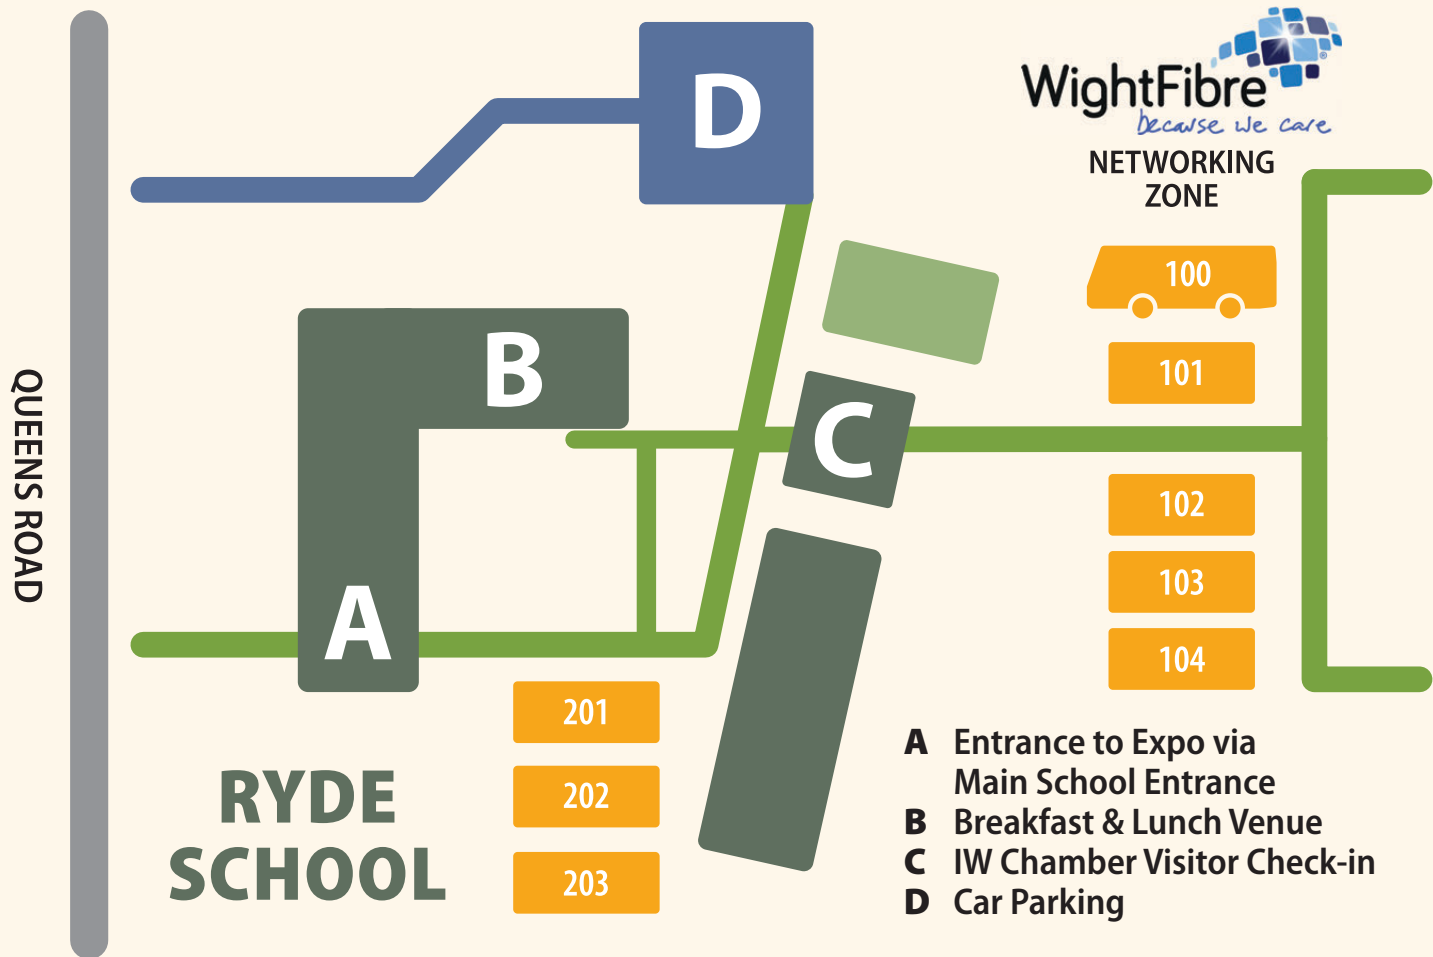 D
WightFibre
because we care
NETWORKING
ZONE
100
B
101
QUEENS ROAD
C
102
103
A
104
201
RYDE
SCHOOL
202
203
A Entrance to Expo via
Main School Entrance
B Breakfast & Lunch Venue
C IW Chamber Visitor Check-in
D Car Parking